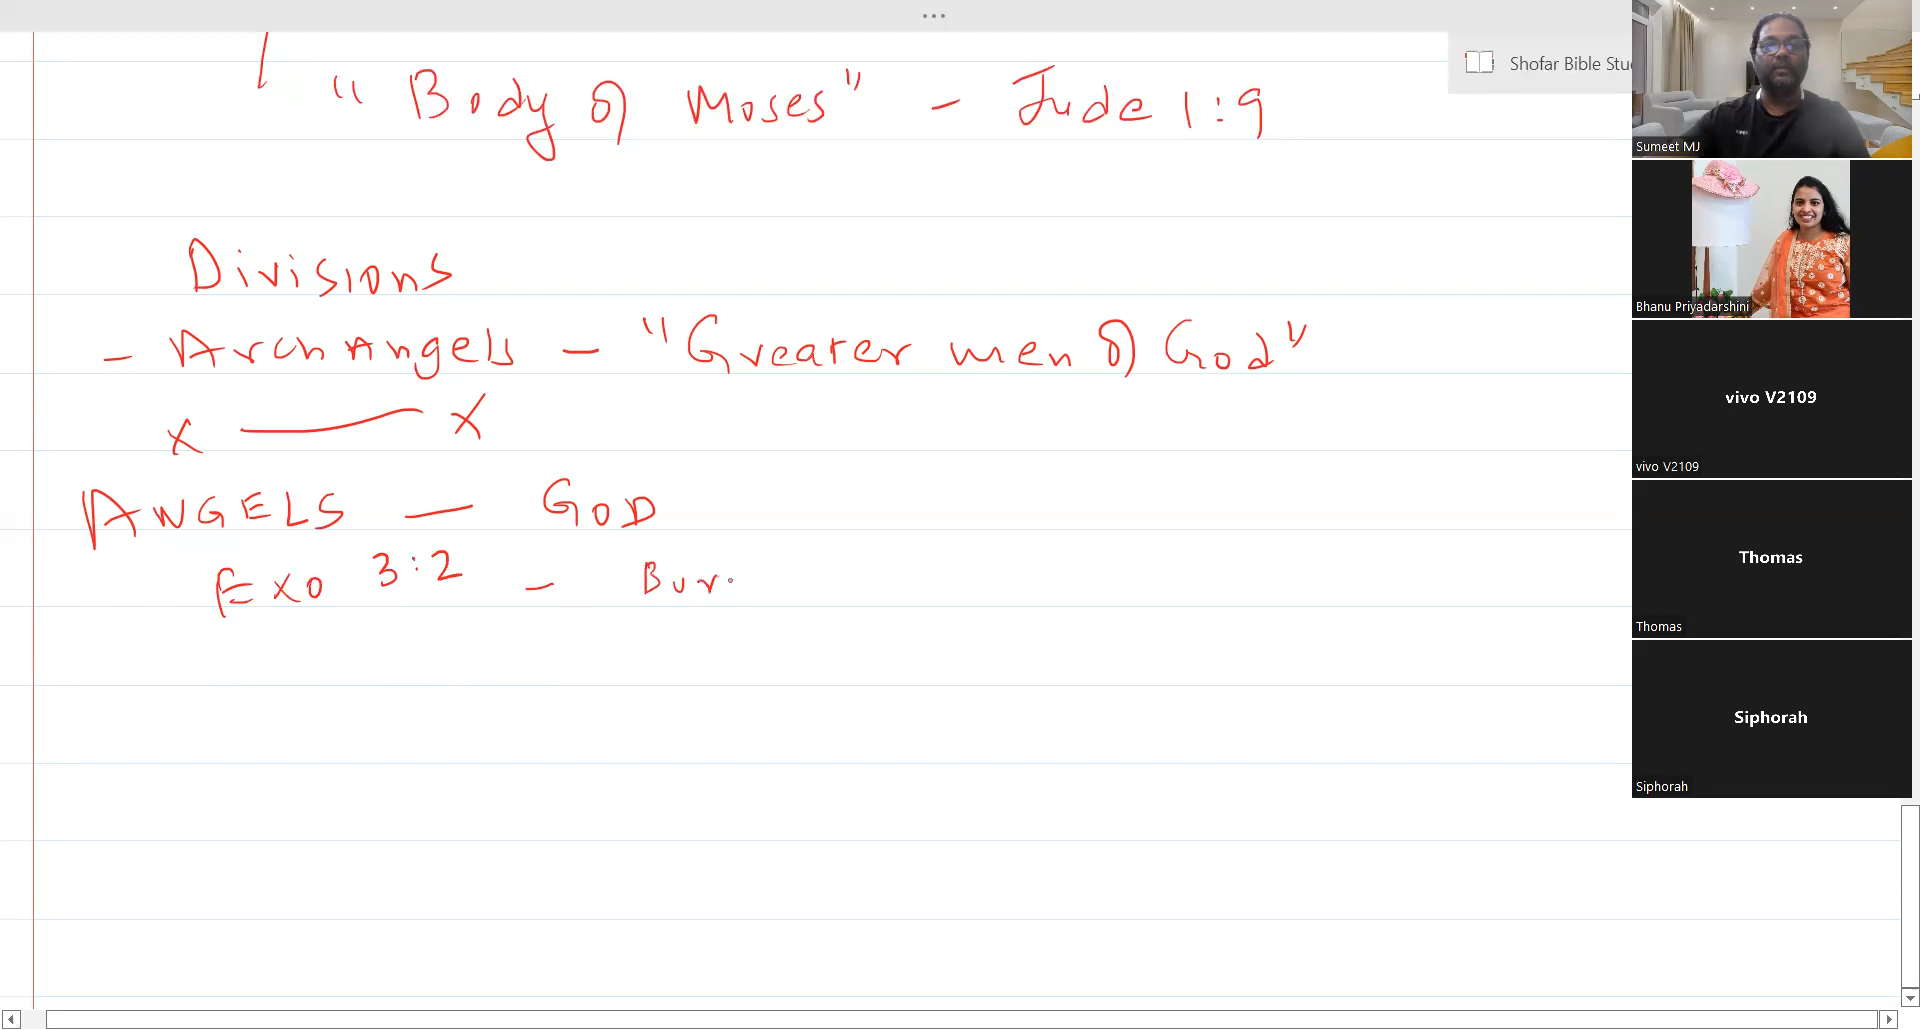 "Body of Moses" - Jude 1:9
Divisions
- ArchAngels - "Greater men of God"
x — x
ANGELS — GOD
Exo 3:2 - Bur
Shofar Bible Stu
Sumeet MJ
Bhanu Priyadarshini
vivo V2109
vivo V2109
Thomas
Thomas
Siphorah
Siphorah